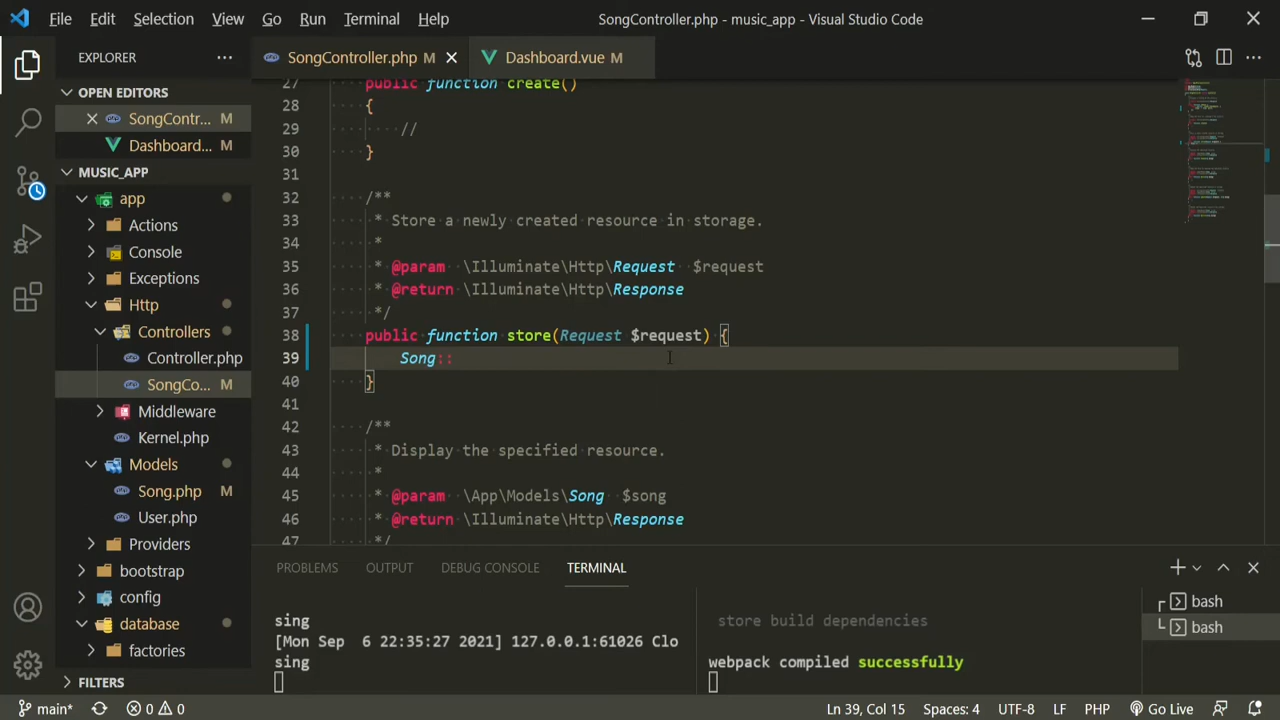 File Edit Selection View Go Run Terminal Help SongController.php - music_app - Visual Studio Code
EXPLORER
SongController.php M
Dashboard.vue M
OPEN EDITORS
SongContr... M
Dashboard... M
MUSIC_APP
app
Actions
Console
Exceptions
Http
Controllers
Controller.php
SongCo... M
Middleware
Kernel.php
Models
Song.php M
User.php
Providers
bootstrap
config
database
factories
FILTERS
27 public function create()
28 {
29 //
30 }
31
32 /**
33 * Store a newly created resource in storage.
34 *
35 * @param \Illuminate\Http\Request $request
36 * @return \Illuminate\Http\Response
37 */
38 public function store(Request $request) {
39 Song::
40 }
41
42 /**
43 * Display the specified resource.
44 *
45 * @param \App\Models\Song $song
46 * @return \Illuminate\Http\Response
47 */
PROBLEMS OUTPUT DEBUG CONSOLE TERMINAL
sing
[Mon Sep 6 22:35:27 2021] 127.0.0.1:61026 Clo
sing
store build dependencies
webpack compiled successfully
bash
bash
main* 0 0 Ln 39, Col 15 Spaces: 4 UTF-8 LF PHP Go Live